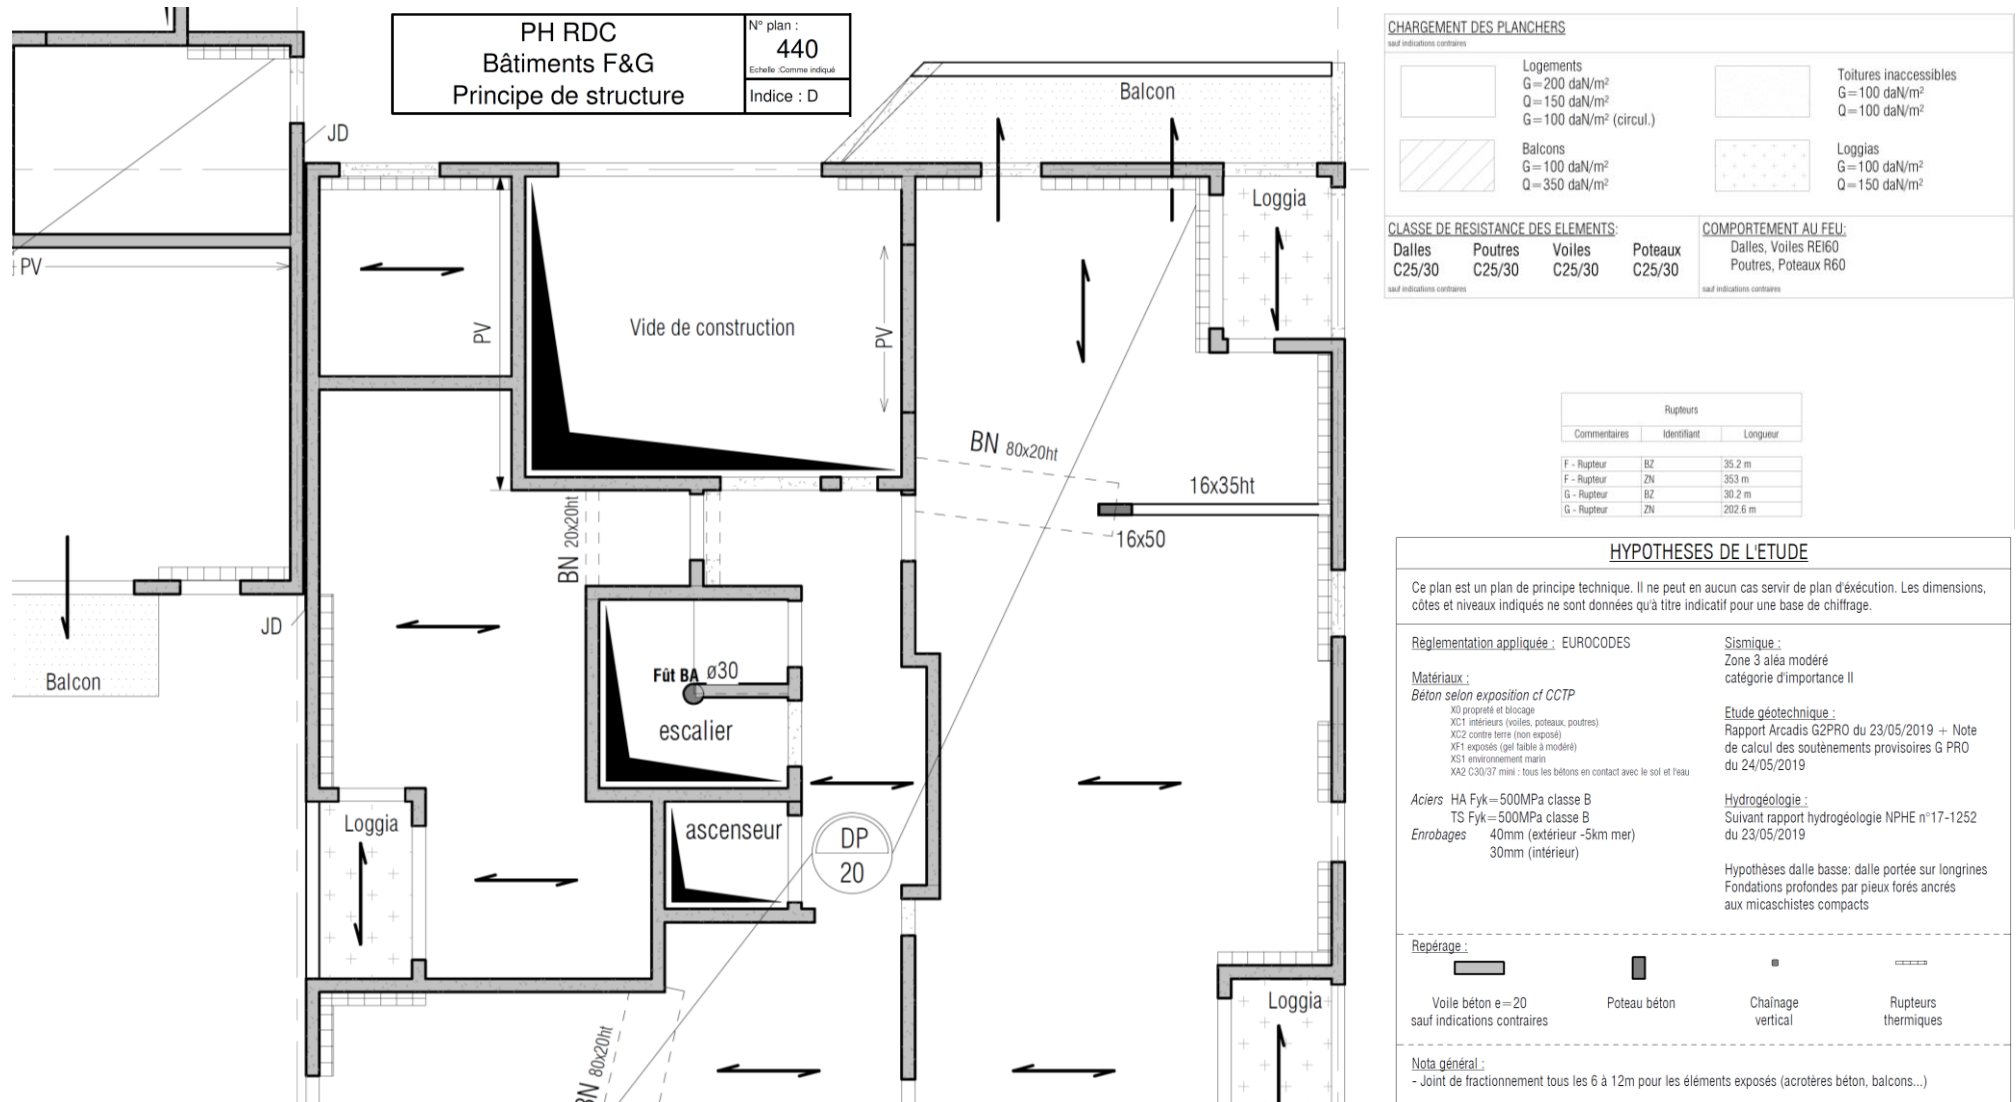 PH RDC
Bâtiments F&G
Principe de structure
N° plan :
440
Echelle :Comme indiqué
Indice : D
JD
PV
PV
Vide de construction
PV
Balcon
Loggia
BN 80x20ht
16x35ht
16x50
BN 20x20ht
JD
Balcon
Fût BA ø30
escalier
Loggia
ascenseur
DP
20
BN 80x20ht
Loggia
CHARGEMENT DES PLANCHERS
sauf indications contraires
Logements
G=200 daN/m²
Q=150 daN/m²
G=100 daN/m² (circul.)
Toitures inaccessibles
G=100 daN/m²
Q=100 daN/m²
Balcons
G=100 daN/m²
Q=350 daN/m²
Loggias
G=100 daN/m²
Q=150 daN/m²
CLASSE DE RESISTANCE DES ELEMENTS:
Dalles Poutres Voiles Poteaux
C25/30 C25/30 C25/30 C25/30
sauf indications contraires
COMPORTEMENT AU FEU:
Dalles, Voiles REI60
Poutres, Poteaux R60
sauf indications contraires
Rupteurs
Commentaires Identifiant Longueur
F - Rupteur BZ 35.2 m
F - Rupteur ZN 353 m
G - Rupteur BZ 30.2 m
G - Rupteur ZN 202.6 m
HYPOTHESES DE L'ETUDE
Ce plan est un plan de principe technique. Il ne peut en aucun cas servir de plan d'éxécution. Les dimensions,
côtes et niveaux indiqués ne sont données qu'à titre indicatif pour une base de chiffrage.
Règlementation appliquée : EUROCODES
Matériaux :
Béton selon exposition cf CCTP
X0 propreté et blocage
XC1 intérieurs (voiles, poteaux, poutres)
XC2 contre terre (non exposé)
XF1 exposés (gel faible à modéré)
XS1 environnement marin
XA2 C30/37 mini : tous les bétons en contact avec le sol et l'eau
Aciers HA Fyk=500MPa classe B
TS Fyk=500MPa classe B
Enrobages 40mm (extérieur -5km mer)
30mm (intérieur)
Sismique :
Zone 3 aléa modéré
catégorie d'importance II
Etude géotechnique :
Rapport Arcadis G2PRO du 23/05/2019 + Note
de calcul des soutènements provisoires G PRO
du 24/05/2019
Hydrogéologie :
Suivant rapport hydrogéologie NPHE n°17-1252
du 23/05/2019
Hypothèses dalle basse: dalle portée sur longrines
Fondations profondes par pieux forés ancrés
aux micaschistes compacts
Repérage :
Voile béton e=20
sauf indications contraires
Poteau béton
Chaînage
vertical
Rupteurs
thermiques
Nota général :
- Joint de fractionnement tous les 6 à 12m pour les éléments exposés (acrotères béton, balcons...)